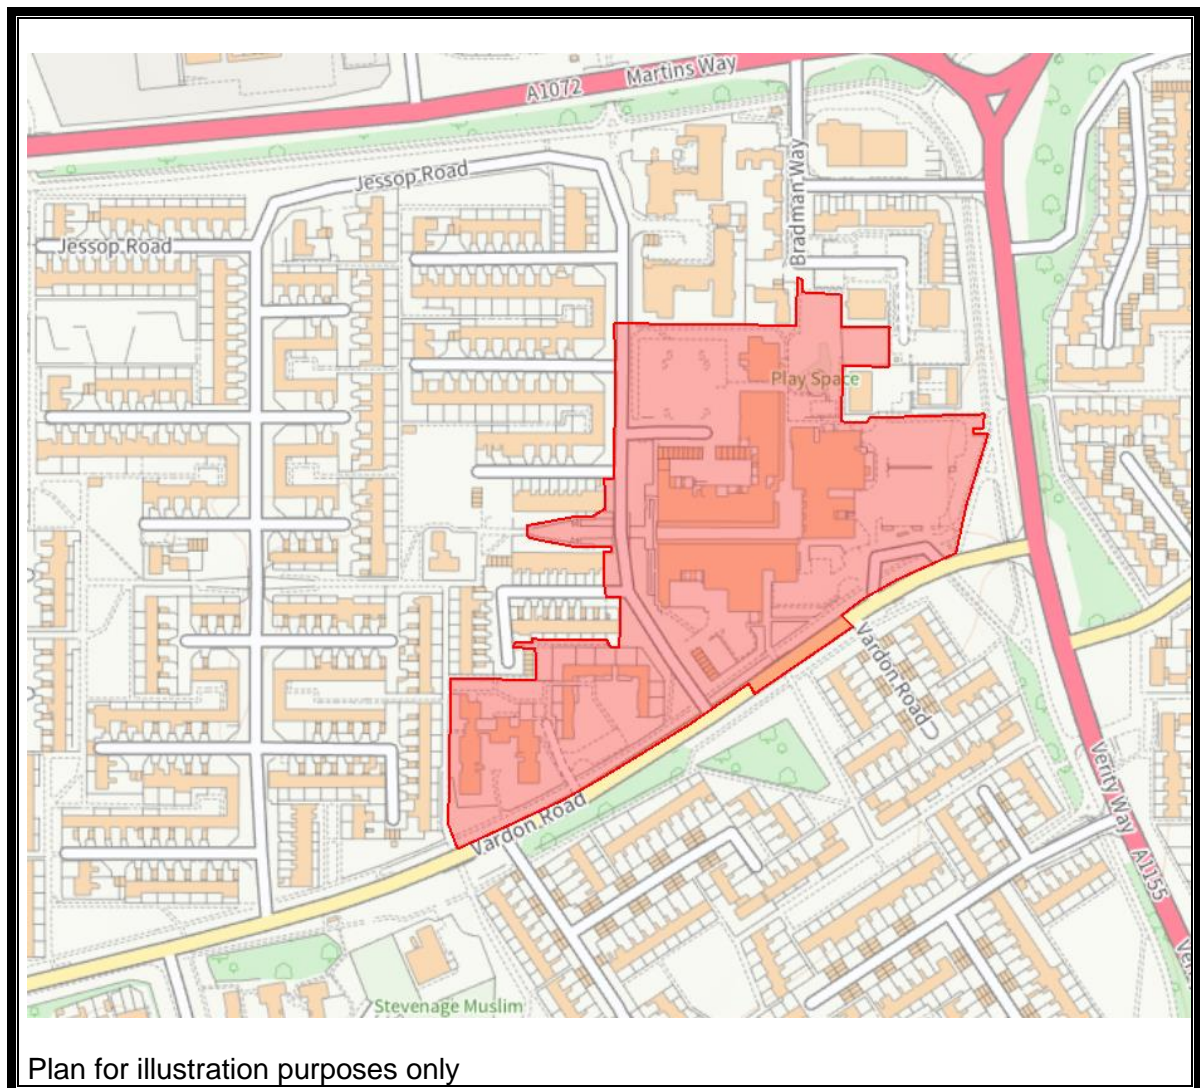 A1072
Martins Way
Jessop Road
Jessop Road
Bradman Way
Play Space
Vardon Road
Vardon Road
Verity Way
A1155
Stevenage Muslim
Plan for illustration purposes only